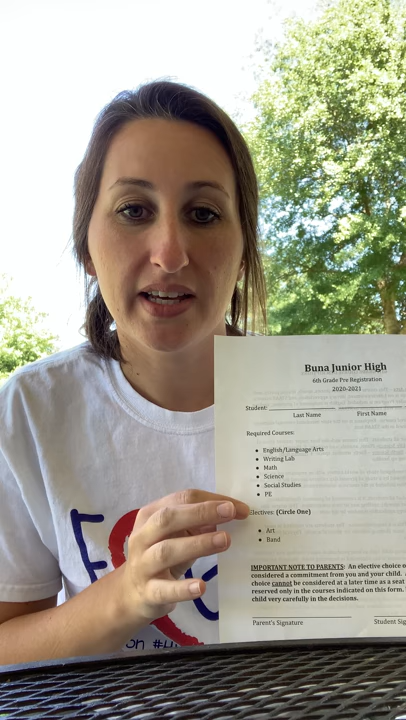 Buna Junior High
6th Grade Pre Registration
2020-2021
Student:
Last Name First Name
Required Courses:
● English/Language Arts
● Writing Lab
● Math
● Science
● Social Studies
● PE
Electives: (Circle One)
● Art
● Band
IMPORTANT NOTE TO PARENTS: An elective choice
considered a commitment from you and your child.
choice cannot be considered at a later time as a seat
reserved only in the courses indicated on this form.
child very carefully in the decisions.
Parent's Signature Student
on